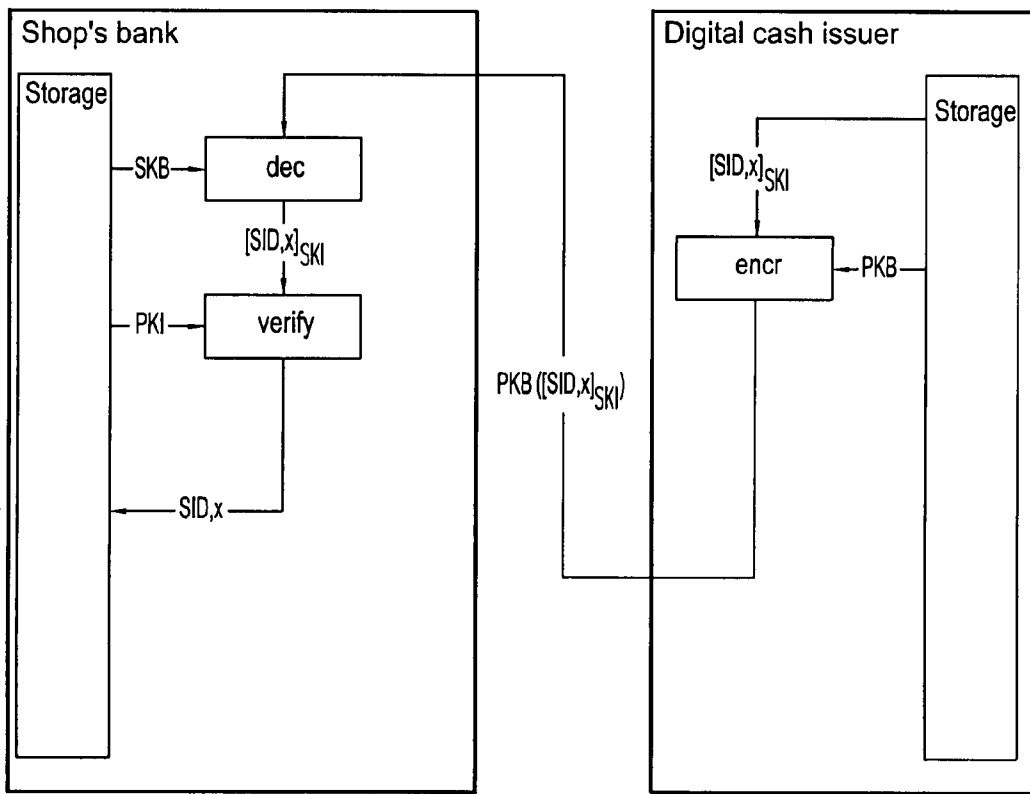 Shop's bank
Storage
SKB
dec
[SID,x]SKI
PKI
verify
SID,x
PKB([SID,x]SKI)
Digital cash issuer
Storage
[SID,x]SKI
encr
PKB